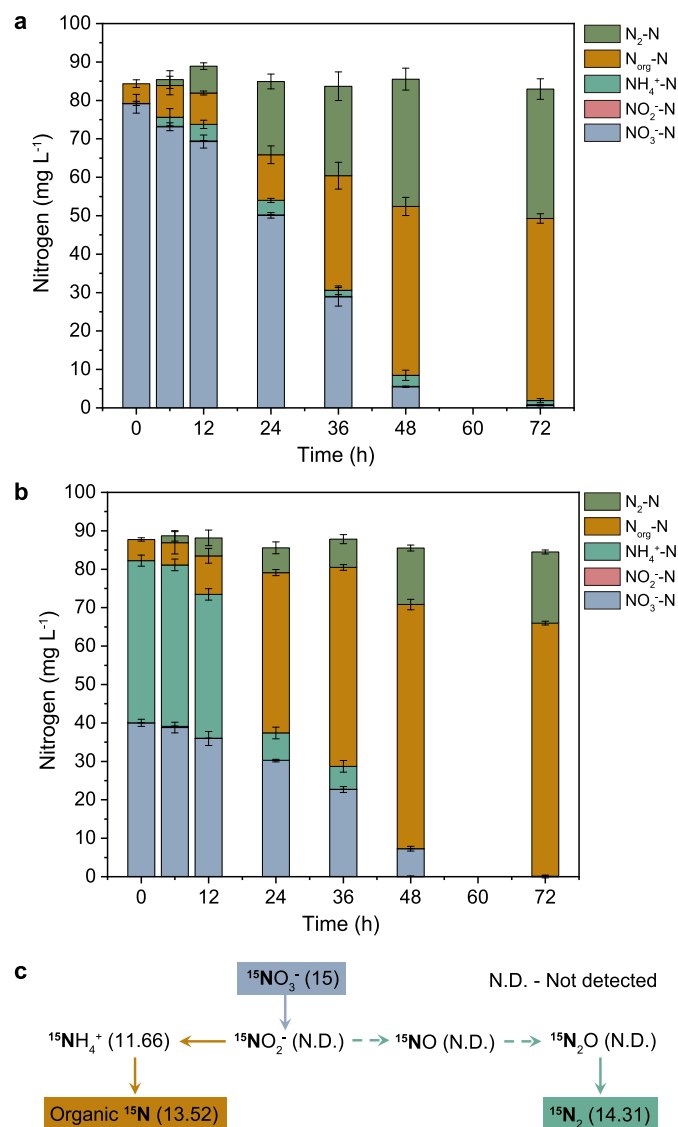 a
100
90
80
70
60
50
40
30
20
10
0
Nitrogen (mg L⁻¹)
0 12 24 36 48 60 72
Time (h)
N₂-N
Norg-N
NH₄⁺-N
NO₂⁻-N
NO₃⁻-N
b
100
90
80
70
60
50
40
30
20
10
0
Nitrogen (mg L⁻¹)
0 12 24 36 48 60 72
Time (h)
N₂-N
Norg-N
NH₄⁺-N
NO₂⁻-N
NO₃⁻-N
c
¹⁵NO₃⁻ (15)
N.D. - Not detected
¹⁵NH₄⁺ (11.66) ¹⁵NO₂⁻ (N.D.) ¹⁵NO (N.D.) ¹⁵N₂O (N.D.)
Organic ¹⁵N (13.52) ¹⁵N₂ (14.31)